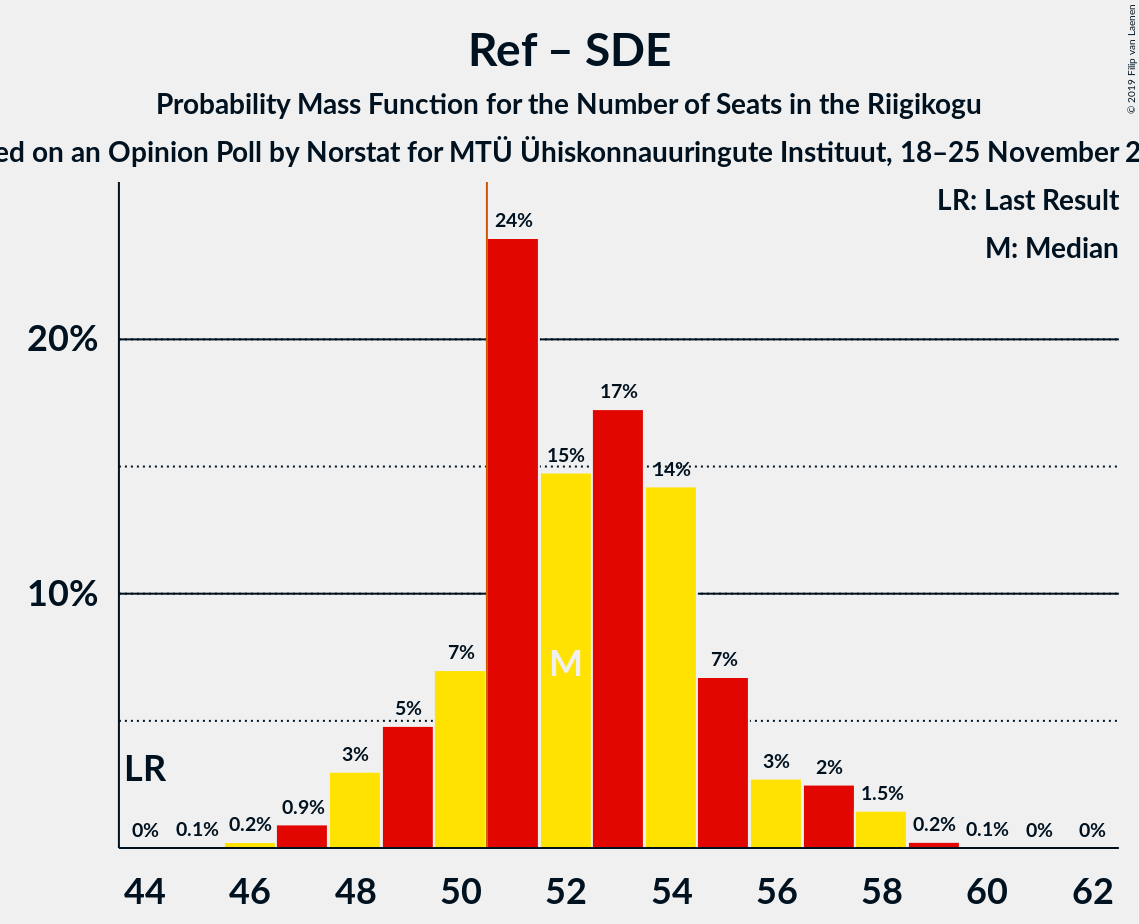 Ref – SDE
Probability Mass Function for the Number of Seats in the Riigikogu
on an Opinion Poll by Norstat for MTÜ Ühiskonnauuringute Instituut, 18–25 November
© 2019 Filip van Laenen
LR: Last Result
M: Median
20%
10%
24%
17%
15%
14%
7%
7%
5%
3%
3%
2%
1.5%
0.9%
0.2%
0.1%
0%
0.2%
0.1%
0%
0%
M
LR
44 46 48 50 52 54 56 58 60 62